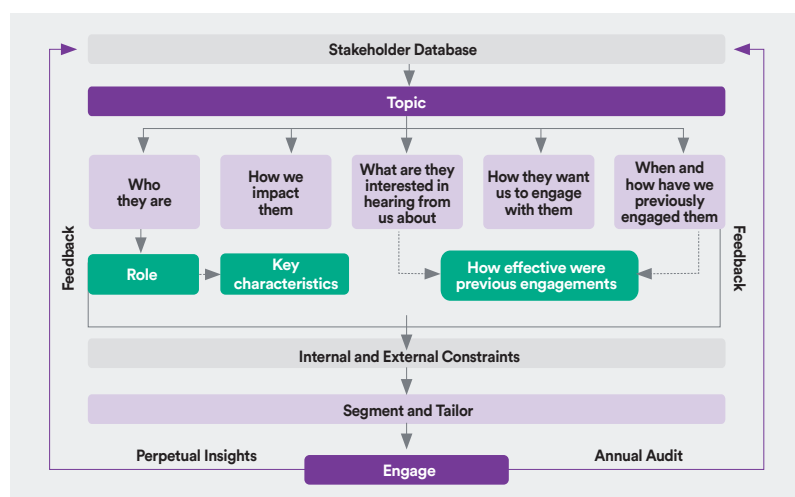 Stakeholder Database
Topic
Who
they are
How we
impact
them
What are they
interested in
hearing from
us about
How they want
us to engage
with them
When and
how have we
previously
engaged them
Feedback
Role
Key
characteristics
How effective were
previous engagements
Feedback
Internal and External Constraints
Segment and Tailor
Perpetual Insights
Engage
Annual Audit